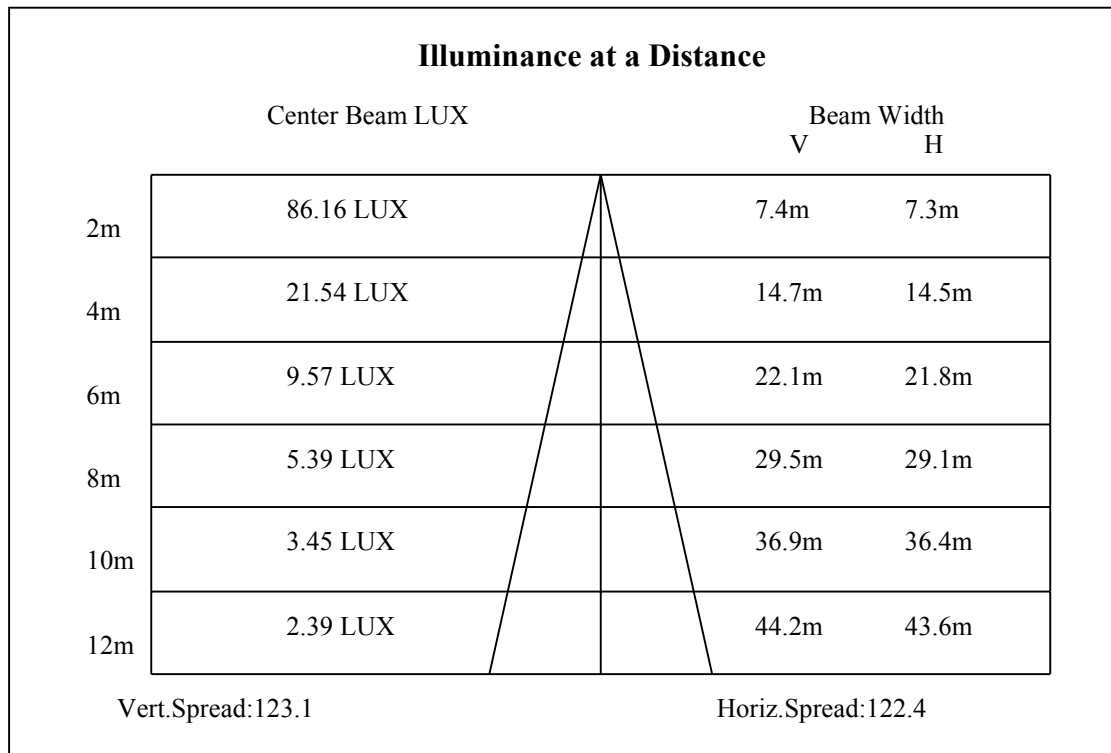 Illuminance at a Distance
Center Beam LUX Beam Width
V H
2m 86.16 LUX 7.4m 7.3m
4m 21.54 LUX 14.7m 14.5m
6m 9.57 LUX 22.1m 21.8m
8m 5.39 LUX 29.5m 29.1m
10m 3.45 LUX 36.9m 36.4m
12m 2.39 LUX 44.2m 43.6m
Vert.Spread:123.1 Horiz.Spread:122.4